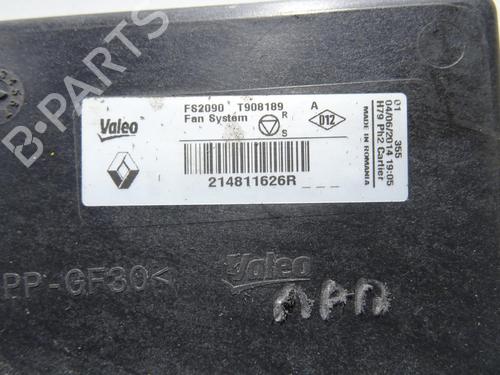 B-PARTS
Valeo
FS2090 T908189 A
Fan System R S
D12
214811626R
01 355
04/06/2014 19:05
H79 Ph2 Carlier
MADE IN ROMANIA
PP-GF30<
Valeo